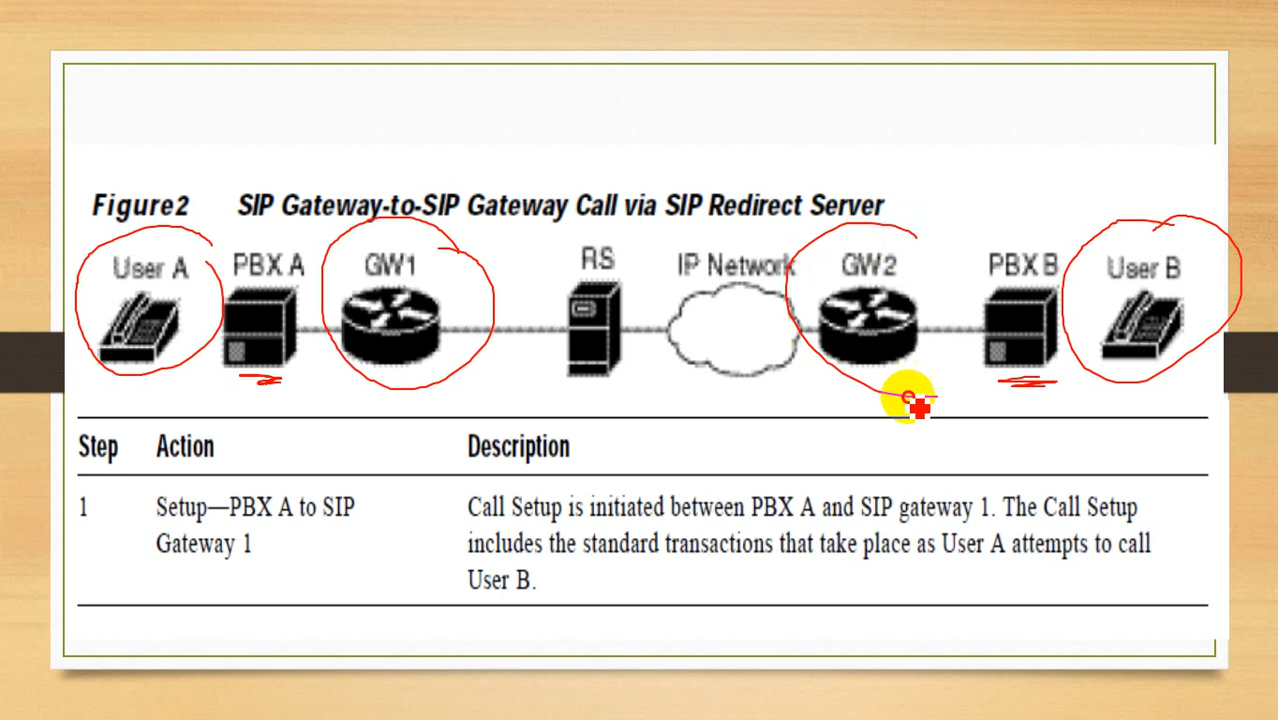 Figure2 SIP Gateway-to-SIP Gateway Call via SIP Redirect Server
User A PBX A GW1 RS IP Network GW2 PBX B User B
Step Action Description
1 Setup—PBX A to SIP Call Setup is initiated between PBX A and SIP gateway 1. The Call Setup
Gateway 1 includes the standard transactions that take place as User A attempts to call
User B.